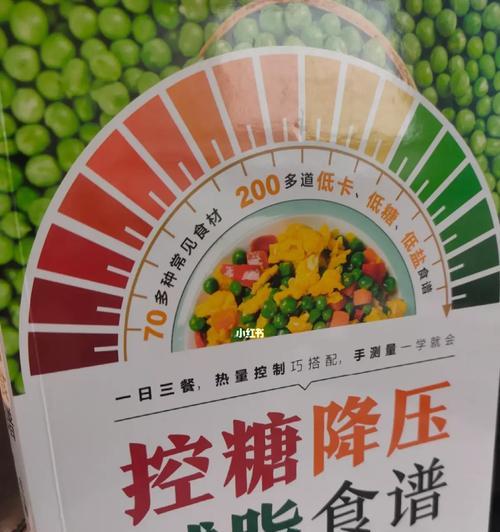 70多种常见食材
200多道低卡、低糖、低盐食谱
小红书
一日三餐，热量控制巧搭配，手测量一学就会
控糖降压
减脂食谱